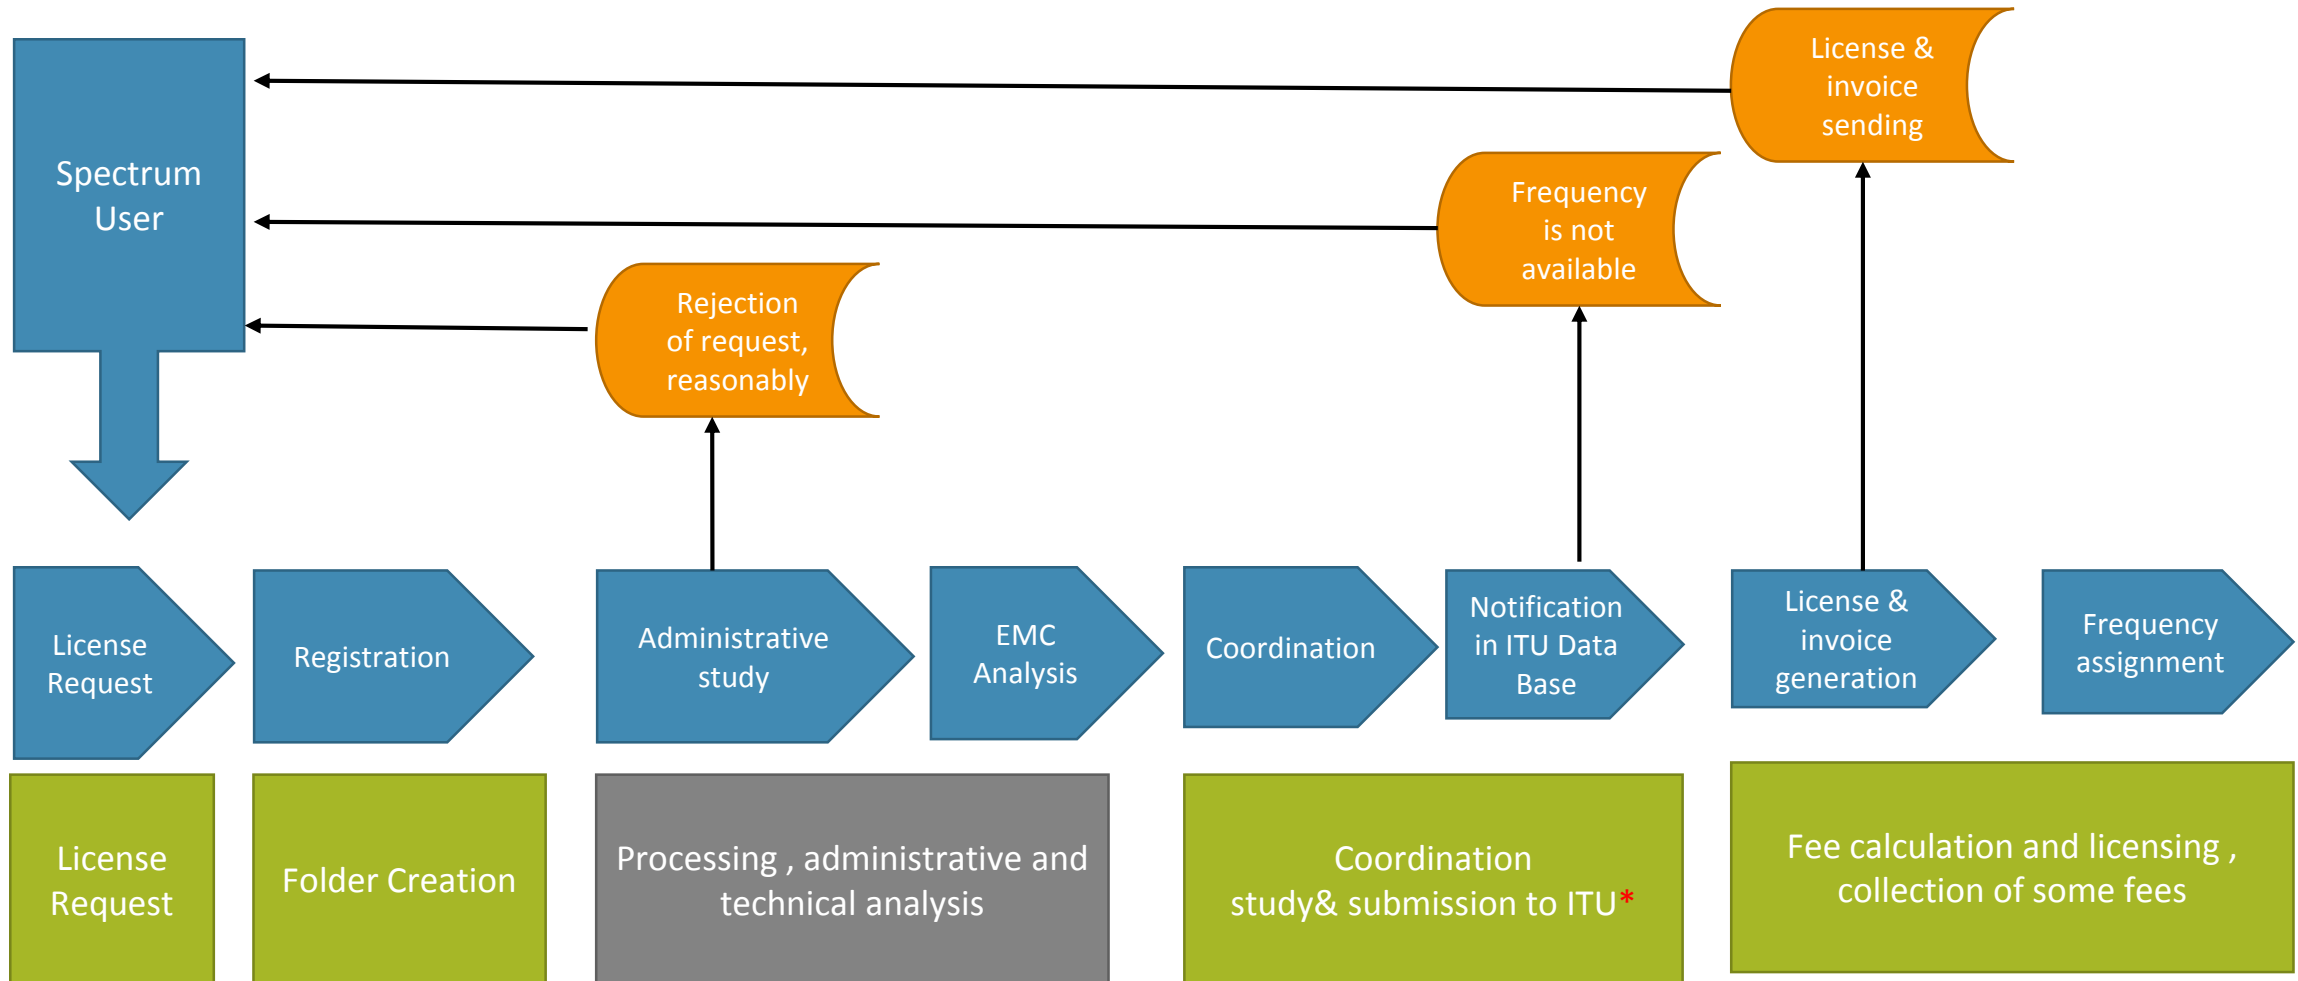 License &
invoice
sending
Spectrum
User
Frequency
is not
available
Rejection
of request,
reasonably
License
Request
Registration
Administrative
study
EMC
Analysis
Coordination
Notification
in ITU Data
Base
License &
invoice
generation
Frequency
assignment
License
Request
Folder Creation
Processing , administrative and
technical analysis
Coordination
study& submission to ITU*
Fee calculation and licensing ,
collection of some fees